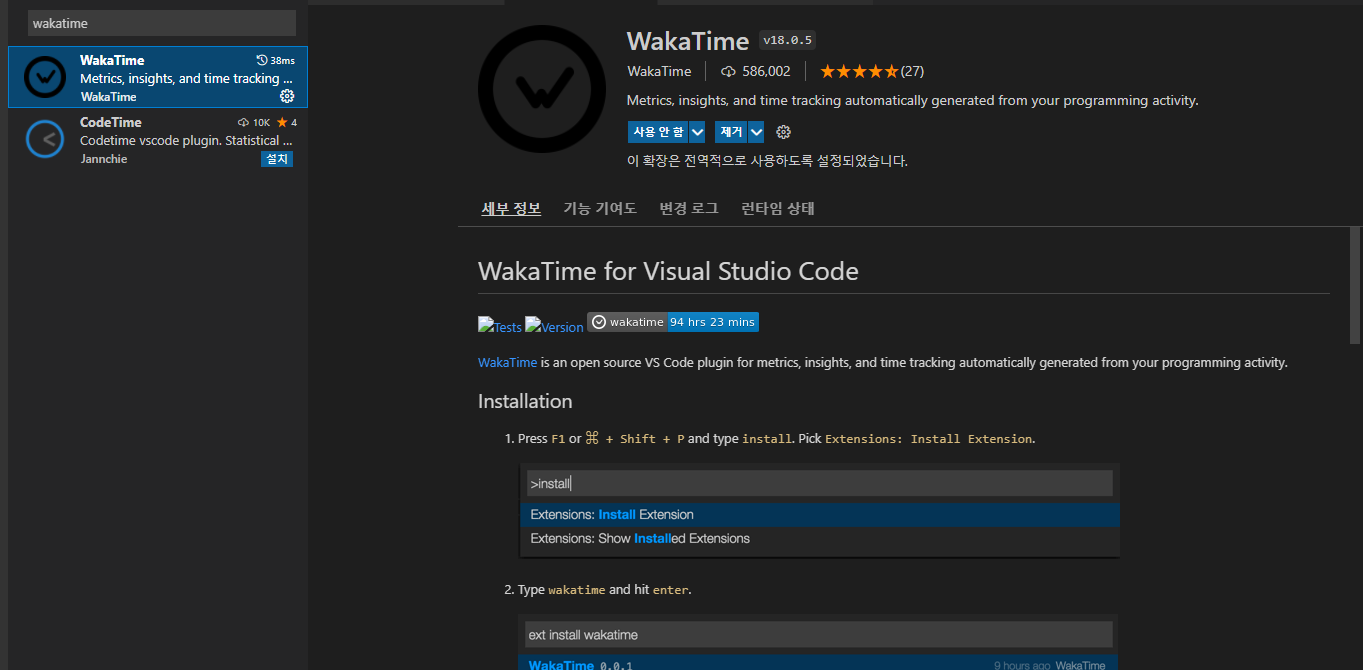 wakatime
WakaTime 38ms
Metrics, insights, and time tracking ...
WakaTime
CodeTime 10K ★ 4
Codetime vscode plugin. Statistical ...
Jannchie 설치
WakaTime v18.0.5
WakaTime 586,002 (27)
Metrics, insights, and time tracking automatically generated from your programming activity.
사용 안 함 제거
이 확장은 전역적으로 사용하도록 설정되었습니다.
세부 정보 기능 기여도 변경 로그 런타임 상태
WakaTime for Visual Studio Code
Tests Version wakatime 94 hrs 23 mins
WakaTime is an open source VS Code plugin for metrics, insights, and time tracking automatically generated from your programming activity.
Installation
1. Press F1 or ⌘ + Shift + P and type install. Pick Extensions: Install Extension.
>install
Extensions: Install Extension
Extensions: Show Installed Extensions
2. Type wakatime and hit enter.
ext install wakatime
WakaTime 0.0.1 9 hours ago WakaTime